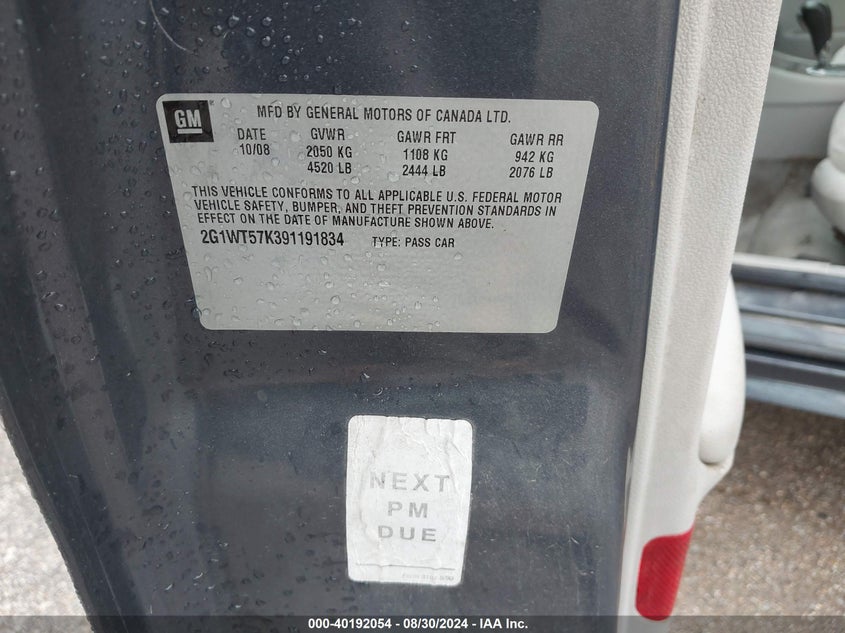 GM
MFD BY GENERAL MOTORS OF CANADA LTD.
DATE GVWR GAWR FRT GAWR RR
10/08 2050 KG 1108 KG 942 KG
4520 LB 2444 LB 2076 LB
THIS VEHICLE CONFORMS TO ALL APPLICABLE U.S. FEDERAL MOTOR
VEHICLE SAFETY, BUMPER, AND THEFT PREVENTION STANDARDS IN
EFFECT ON THE DATE OF MANUFACTURE SHOWN ABOVE.
2G1WT57K391191834 TYPE: PASS CAR
NEXT
PM
DUE
000-40192054 - 08/30/2024 - IAA Inc.